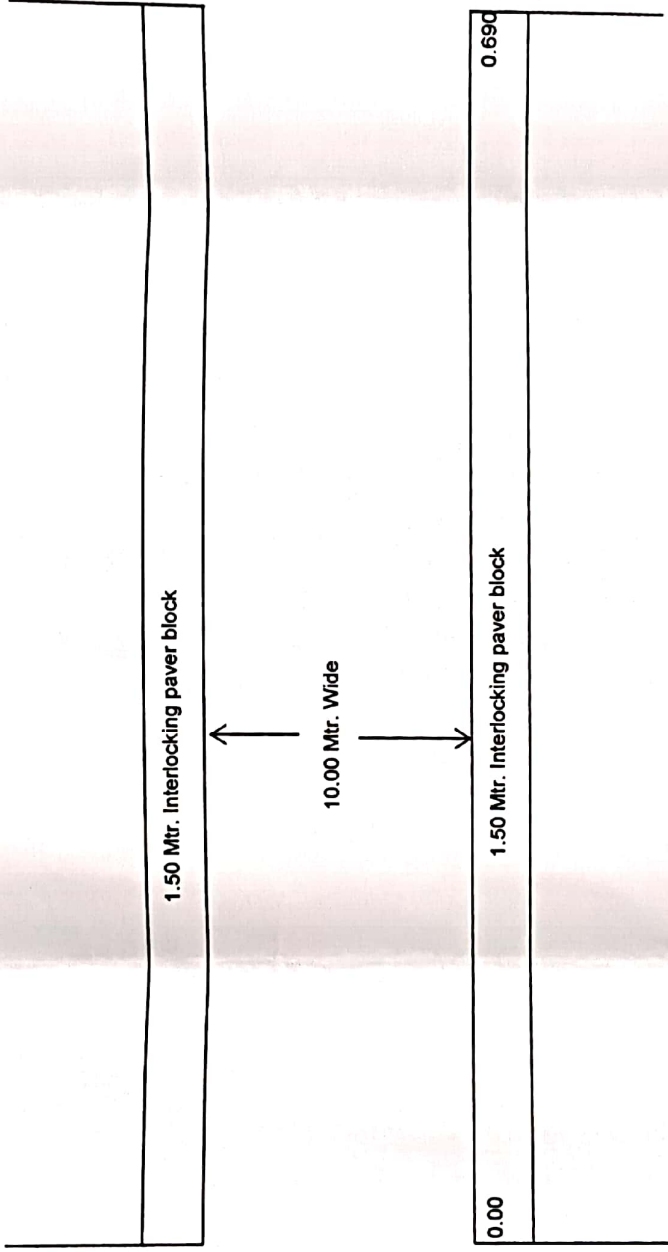 1.50 Mtr. Interlocking paver block
10.00 Mtr. Wide
0.00
1.50 Mtr. Interlocking paver block
0.690